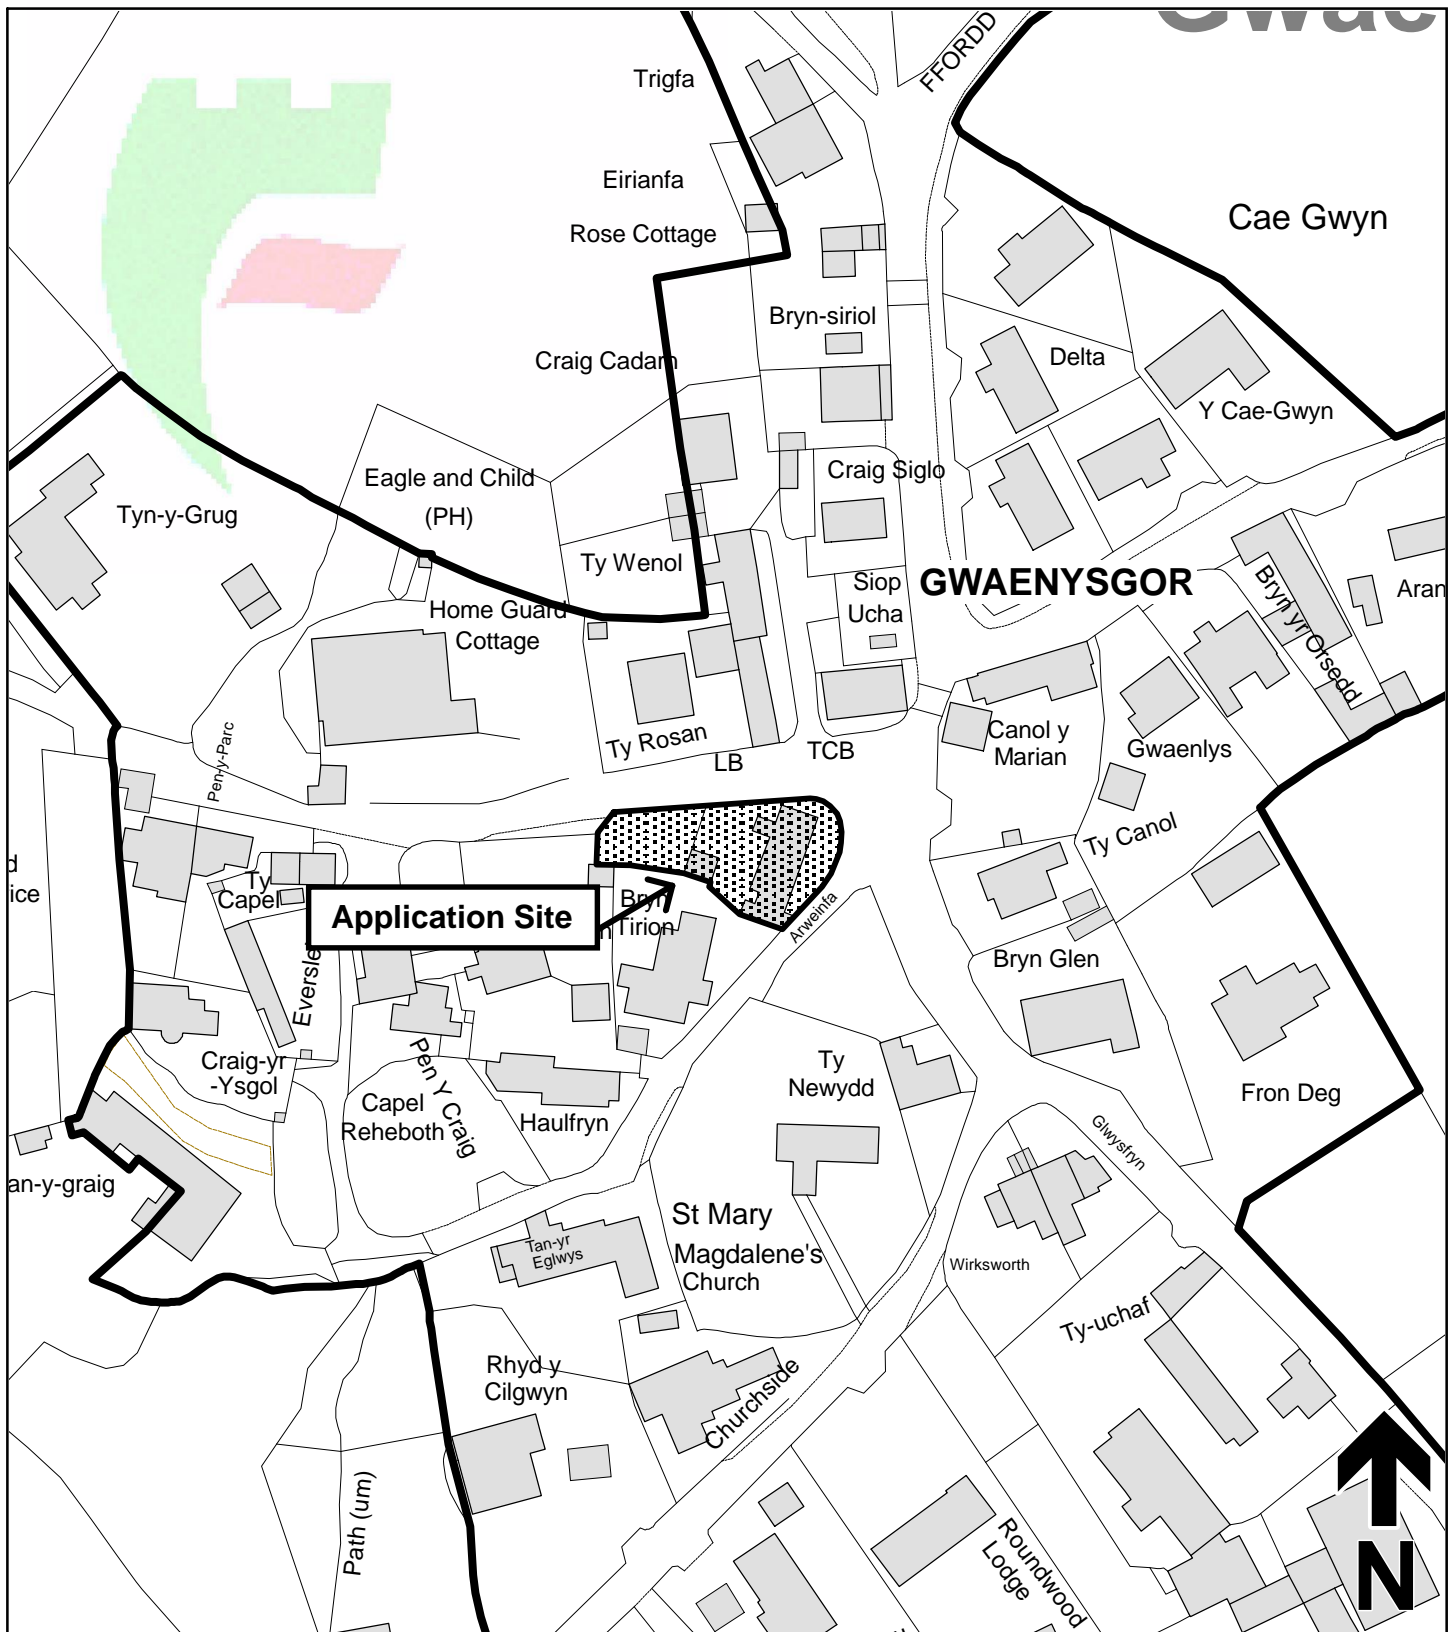 FFORDD
Trigfa
Eirianfa
Rose Cottage
Cae Gwyn
Bryn-siriol
Craig Cadarn
Delta
Y Cae-Gwyn
Eagle and Child
(PH)
Craig Siglo
Tyn-y-Grug
Ty Wenol
GWAENYSGOR
Siop
Ucha
Bryn yr Orsedd
Aran
Home Guard
Cottage
Ty Rosan
LB
TCB
Canol y
Marian
Gwaenlys
Pen-y-Parc
Ty Canol
Ty
Capel
Application Site
Bryn
Tirion
Arweinfa
Eversle
Bryn Glen
Craig-yr
-Ysgol
Pen Y Craig
Capel
Reheboth
Haulfryn
Ty
Newydd
Fron Deg
Glwysfryn
an-y-graig
St Mary
Magdalene's
Church
Tan-yr
Eglwys
Wirksworth
Ty-uchaf
Rhyd y
Cilgwyn
Churchside
Path (um)
Roundwood
Lodge
N